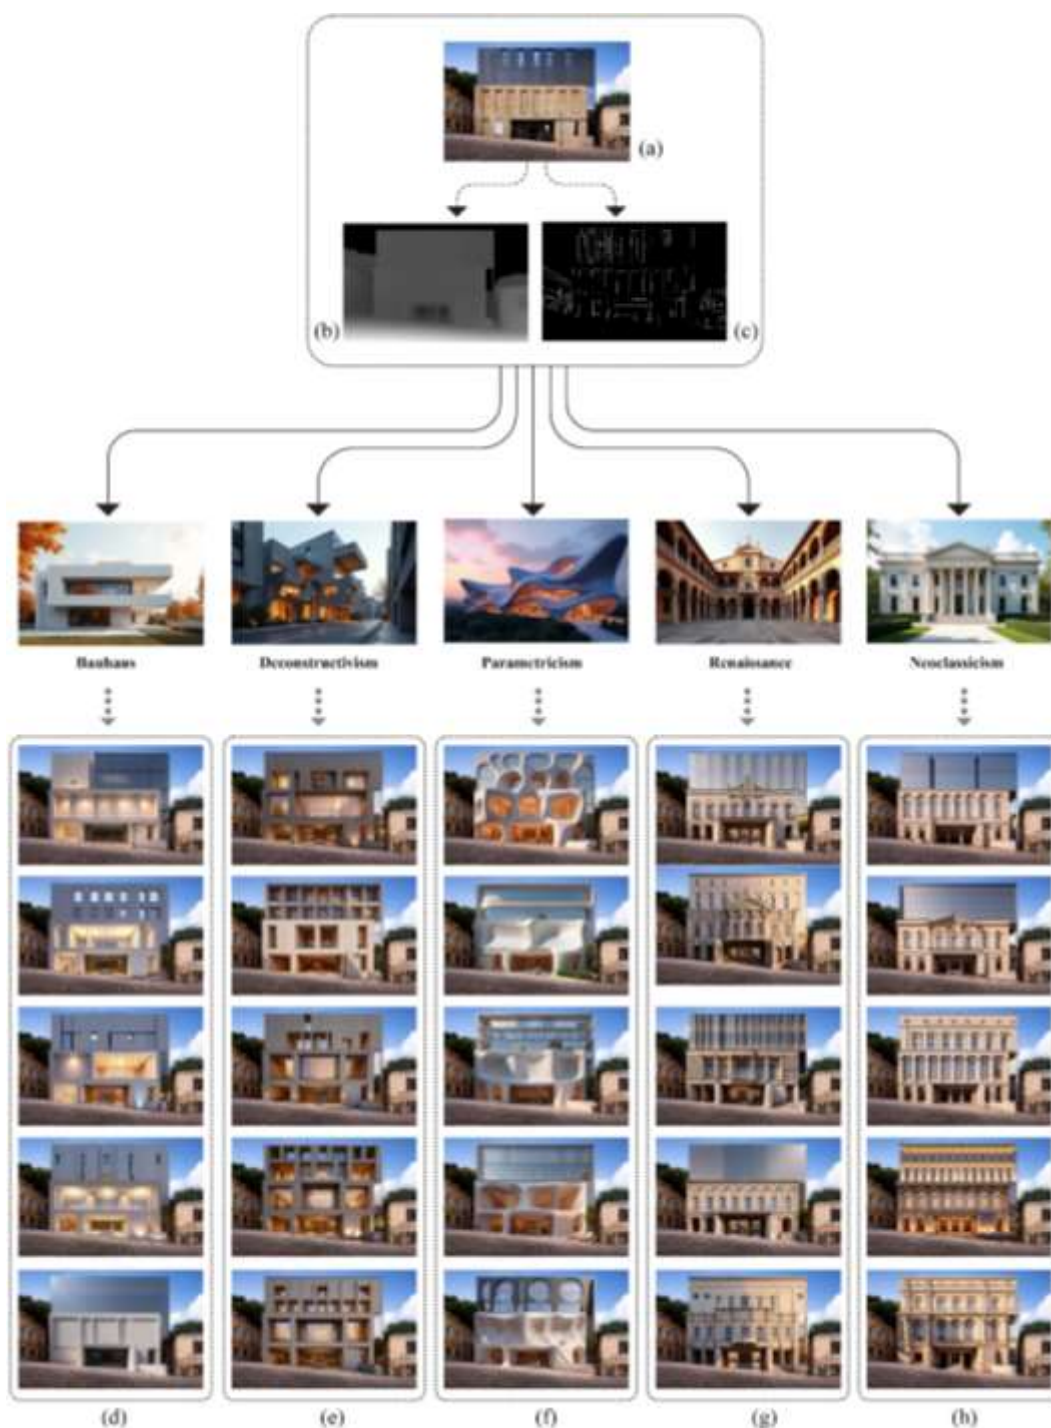 (a)
(b)
(c)
Bauhaus
Deconstructivism
Parametricism
Renaissance
Neoclassicism
(d)
(e)
(f)
(g)
(h)